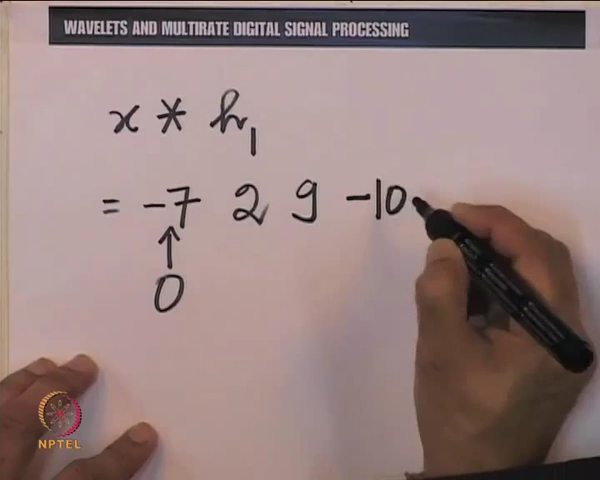 WAVELETS AND MULTIRATE DIGITAL SIGNAL PROCESSING
x * h₁
= -7 2 9 -10
↑
0
NPTEL